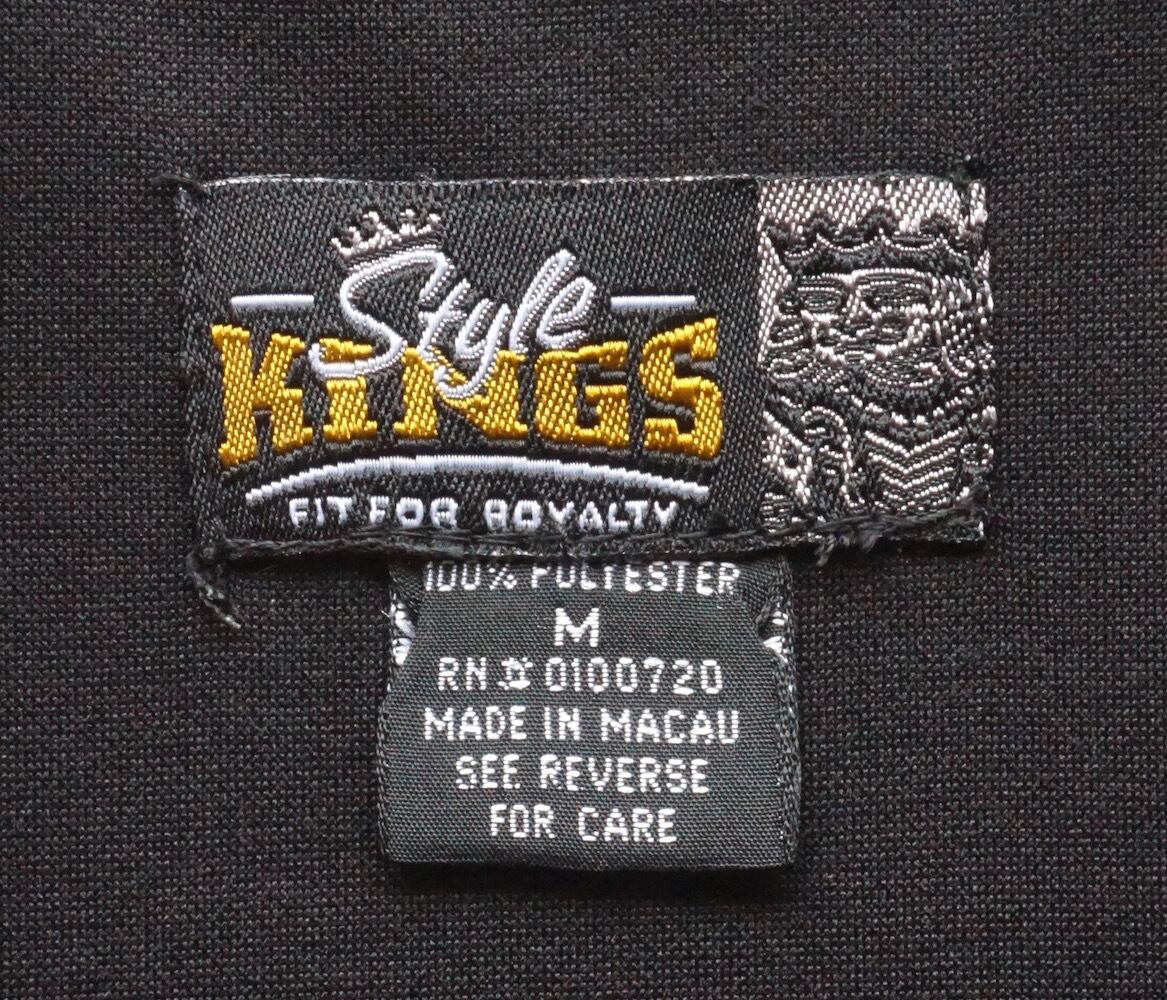 Style
KiNGS
FIT FOR ROYALTY
100% POLYESTER
M
RN # 0100720
MADE IN MACAU
SEE REVERSE
FOR CARE